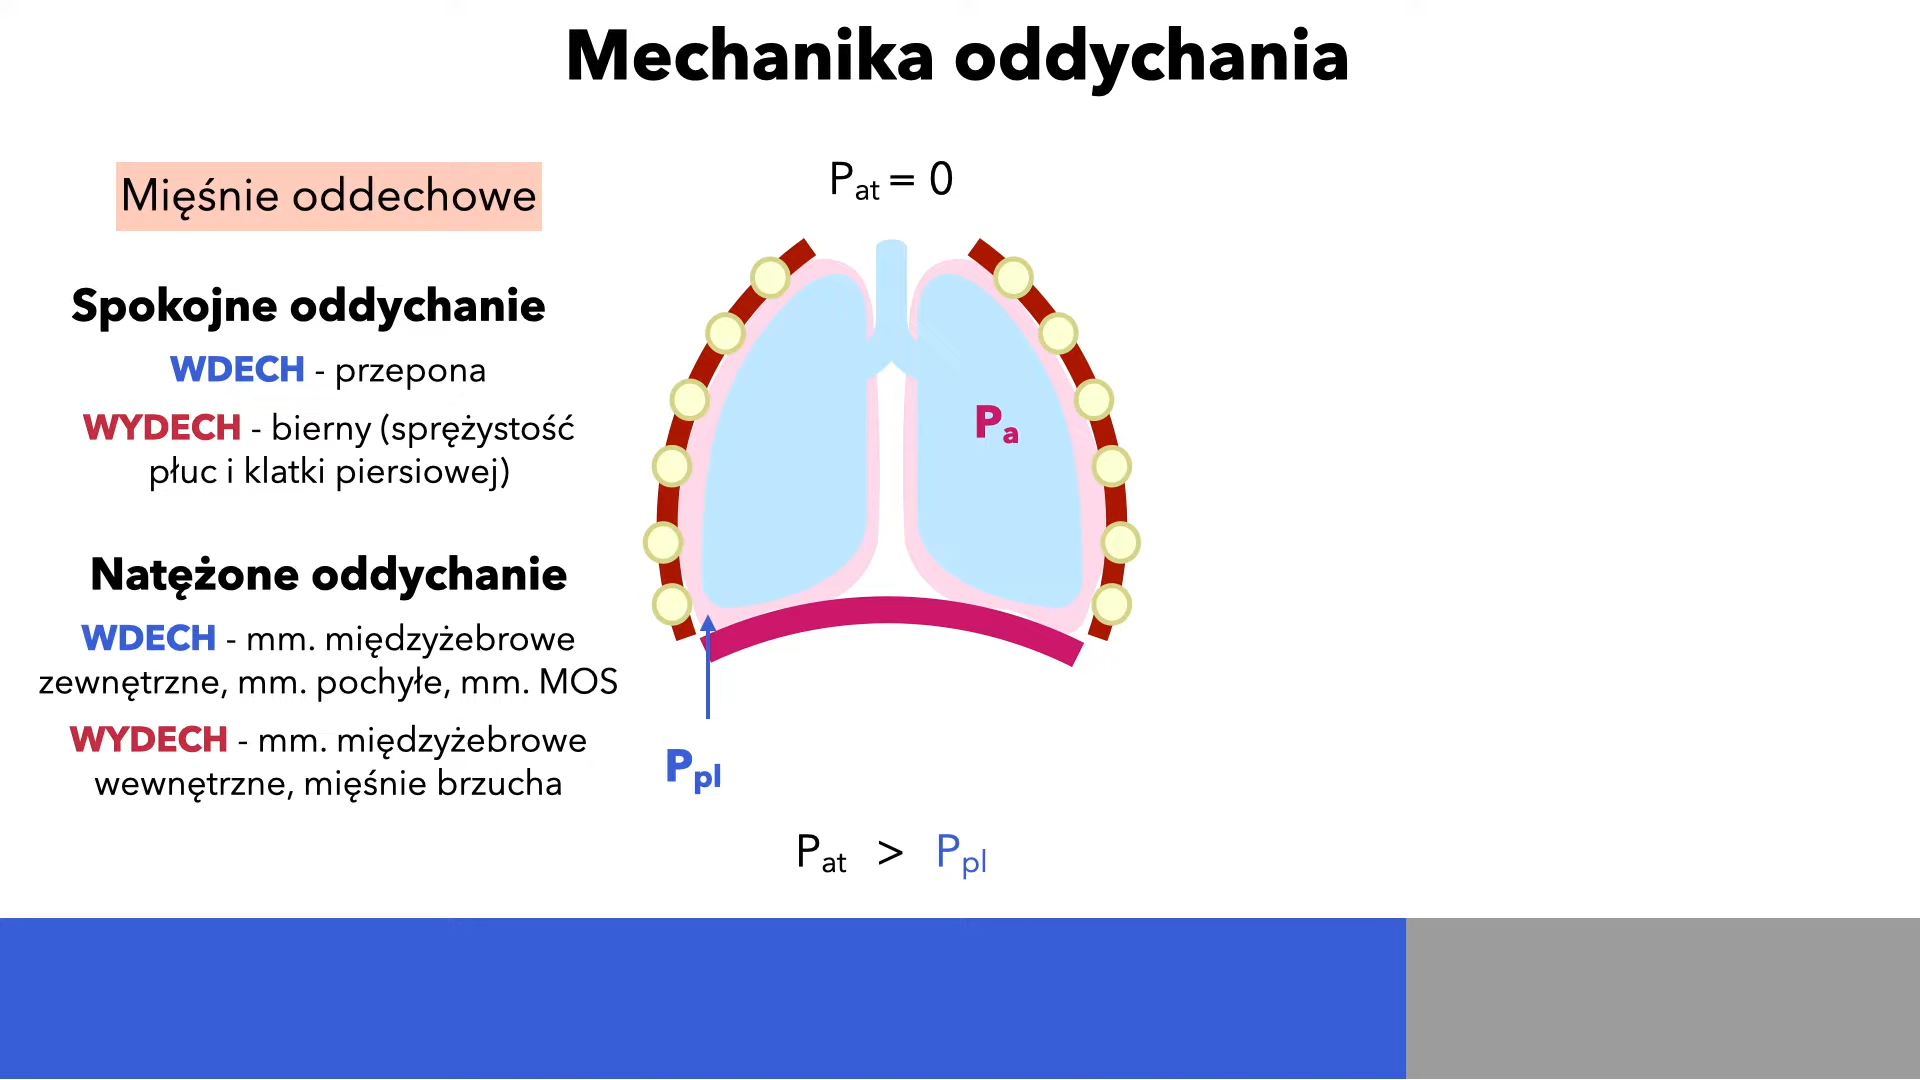 Mechanika oddychania
Mięśnie oddechowe
Spokojne oddychanie
WDECH - przepona
WYDECH - bierny (sprężystość
płuc i klatki piersiowej)
Natężone oddychanie
WDECH - mm. międzyżebrowe
zewnętrzne, mm. pochyłe, mm. MOS
WYDECH - mm. międzyżebrowe
wewnętrzne, mięśnie brzucha
Pat = 0
Pa
Ppl
Pat > Ppl